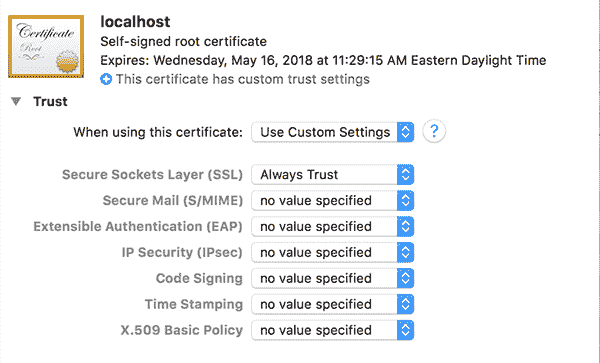 Certificate
Root
localhost
Self-signed root certificate
Expires: Wednesday, May 16, 2018 at 11:29:15 AM Eastern Daylight Time
This certificate has custom trust settings
Trust
When using this certificate: Use Custom Settings ?
Secure Sockets Layer (SSL) Always Trust
Secure Mail (S/MIME) no value specified
Extensible Authentication (EAP) no value specified
IP Security (IPsec) no value specified
Code Signing no value specified
Time Stamping no value specified
X.509 Basic Policy no value specified